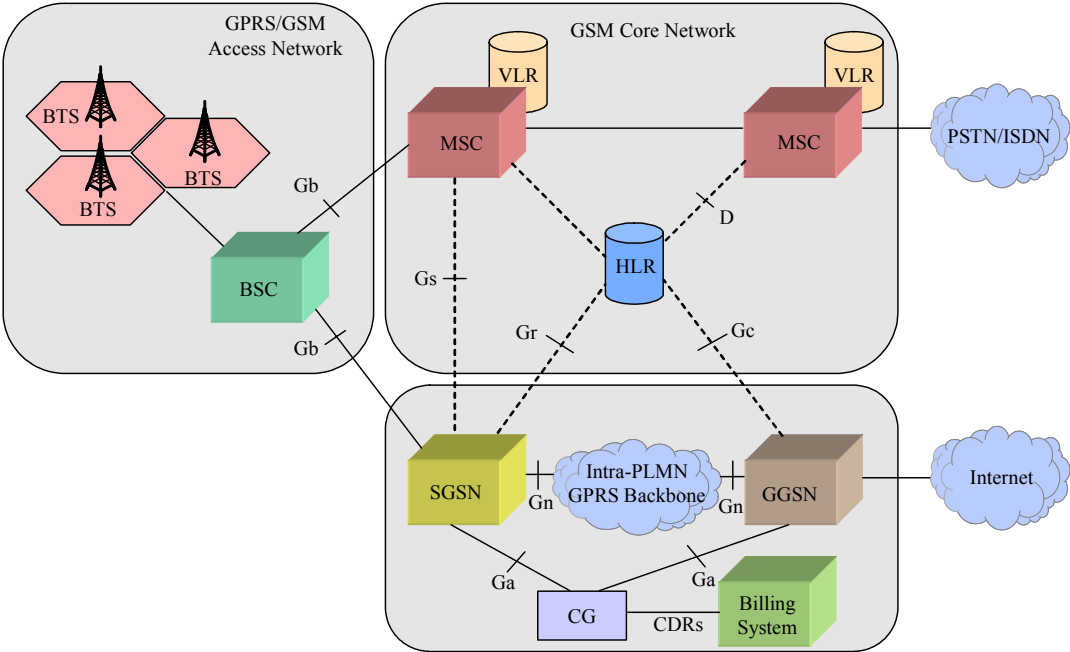 GPRS/GSM
Access Network
GSM Core Network
VLR
VLR
BTS
BTS
BTS
MSC
MSC
PSTN/ISDN
Gb
D
BSC
Gs
HLR
Gb
Gr
Gc
SGSN
Gn
Intra-PLMN
GPRS Backbone
Gn
GGSN
Internet
Ga
Ga
CG
CDRs
Billing
System